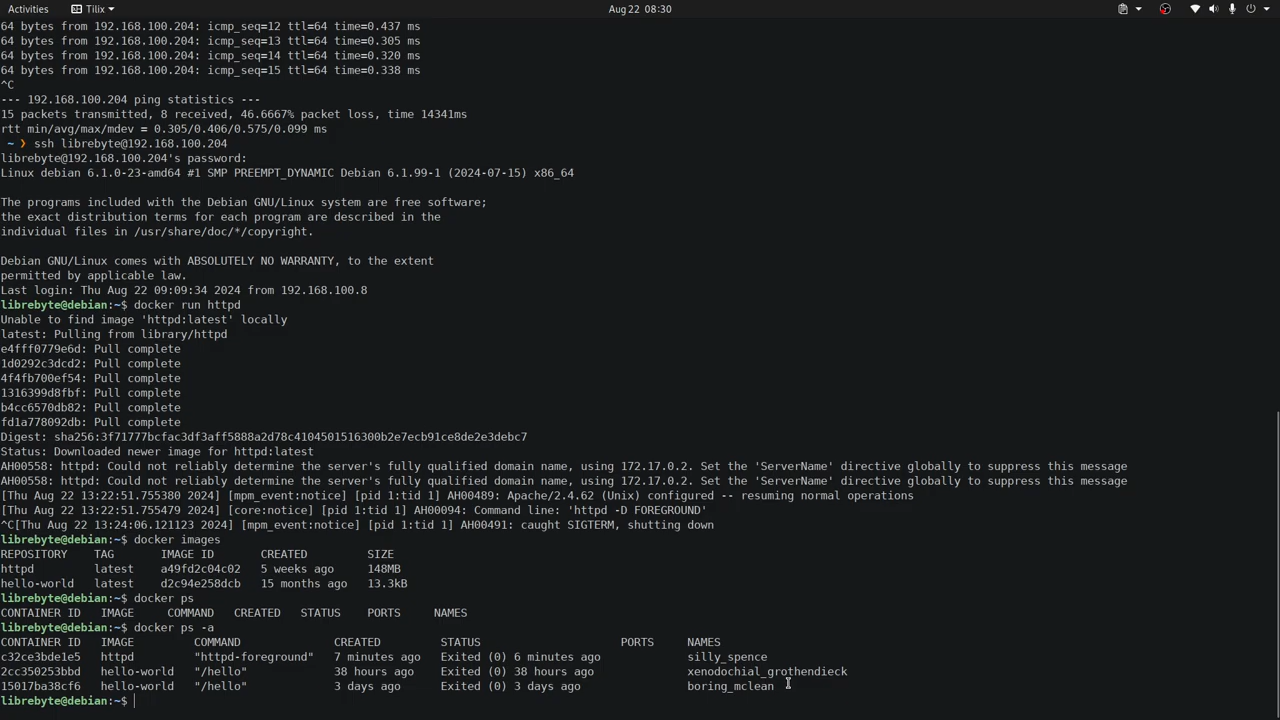 Activities Tilix Aug 22 08:30
64 bytes from 192.168.100.204: icmp_seq=12 ttl=64 time=0.437 ms
64 bytes from 192.168.100.204: icmp_seq=13 ttl=64 time=0.305 ms
64 bytes from 192.168.100.204: icmp_seq=14 ttl=64 time=0.320 ms
64 bytes from 192.168.100.204: icmp_seq=15 ttl=64 time=0.338 ms
^C
--- 192.168.100.204 ping statistics ---
15 packets transmitted, 8 received, 46.6667% packet loss, time 14341ms
rtt min/avg/max/mdev = 0.305/0.406/0.575/0.099 ms
~ ❯ ssh librebyte@192.168.100.204
librebyte@192.168.100.204's password:
Linux debian 6.1.0-23-amd64 #1 SMP PREEMPT_DYNAMIC Debian 6.1.99-1 (2024-07-15) x86_64
The programs included with the Debian GNU/Linux system are free software;
the exact distribution terms for each program are described in the
individual files in /usr/share/doc/*/copyright.
Debian GNU/Linux comes with ABSOLUTELY NO WARRANTY, to the extent
permitted by applicable law.
Last login: Thu Aug 22 09:09:34 2024 from 192.168.100.8
librebyte@debian:~$ docker run httpd
Unable to find image 'httpd:latest' locally
latest: Pulling from library/httpd
e4fff0779e6d: Pull complete
1d0292c3dcd2: Pull complete
4f4fb700ef54: Pull complete
1316399d8fbf: Pull complete
b4cc6570db82: Pull complete
fd1a778092db: Pull complete
Digest: sha256:3f71777bcfac3df3aff5888a2d78c4104501516300b2e7ecb91ce8de2e3debc7
Status: Downloaded newer image for httpd:latest
AH00558: httpd: Could not reliably determine the server's fully qualified domain name, using 172.17.0.2. Set the 'ServerName' directive globally to suppress this message
AH00558: httpd: Could not reliably determine the server's fully qualified domain name, using 172.17.0.2. Set the 'ServerName' directive globally to suppress this message
[Thu Aug 22 13:22:51.755380 2024] [mpm_event:notice] [pid 1:tid 1] AH00489: Apache/2.4.62 (Unix) configured -- resuming normal operations
[Thu Aug 22 13:22:51.755479 2024] [core:notice] [pid 1:tid 1] AH00094: Command line: 'httpd -D FOREGROUND'
^C[Thu Aug 22 13:24:06.121123 2024] [mpm_event:notice] [pid 1:tid 1] AH00491: caught SIGTERM, shutting down
librebyte@debian:~$ docker images
REPOSITORY TAG IMAGE ID CREATED SIZE
httpd latest a49fd2c04c02 5 weeks ago 148MB
hello-world latest d2c94e258dcb 15 months ago 13.3kB
librebyte@debian:~$ docker ps
CONTAINER ID IMAGE COMMAND CREATED STATUS PORTS NAMES
librebyte@debian:~$ docker ps -a
CONTAINER ID IMAGE COMMAND CREATED STATUS PORTS NAMES
c32ce3bde1e5 httpd "httpd-foreground" 7 minutes ago Exited (0) 6 minutes ago silly_spence
2cc350253bbd hello-world "/hello" 38 hours ago Exited (0) 38 hours ago xenodochial_grothendieck
15017ba38cf6 hello-world "/hello" 3 days ago Exited (0) 3 days ago boring_mclean
librebyte@debian:~$